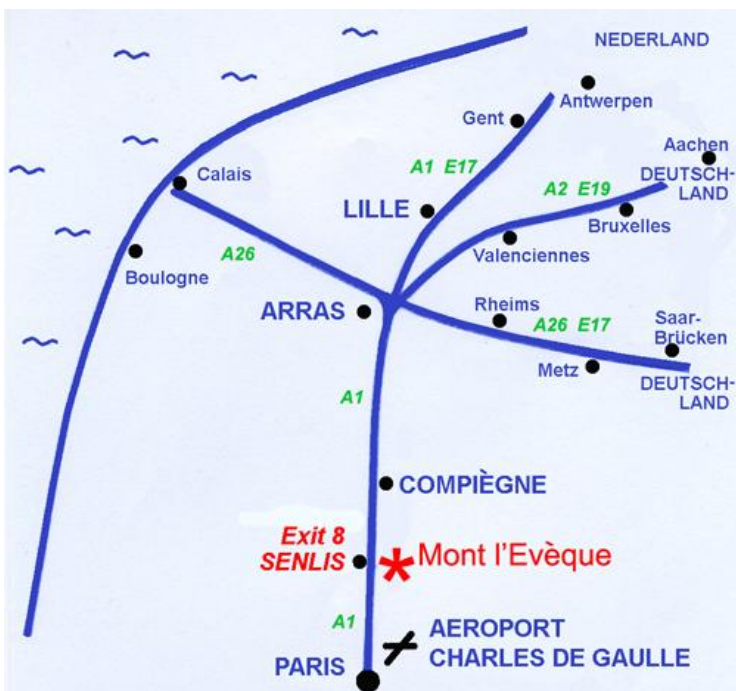 NEDERLAND
Antwerpen
Gent
Aachen
A1 E17
A2 E19
DEUTSCH-
LAND
Calais
LILLE
Bruxelles
Valenciennes
A26
Boulogne
ARRAS
Rheims
A26 E17
Saar-
Brücken
Metz
DEUTSCH-
LAND
A1
COMPIÈGNE
Exit 8
SENLIS
Mont l'Evèque
A1
AEROPORT
CHARLES DE GAULLE
PARIS